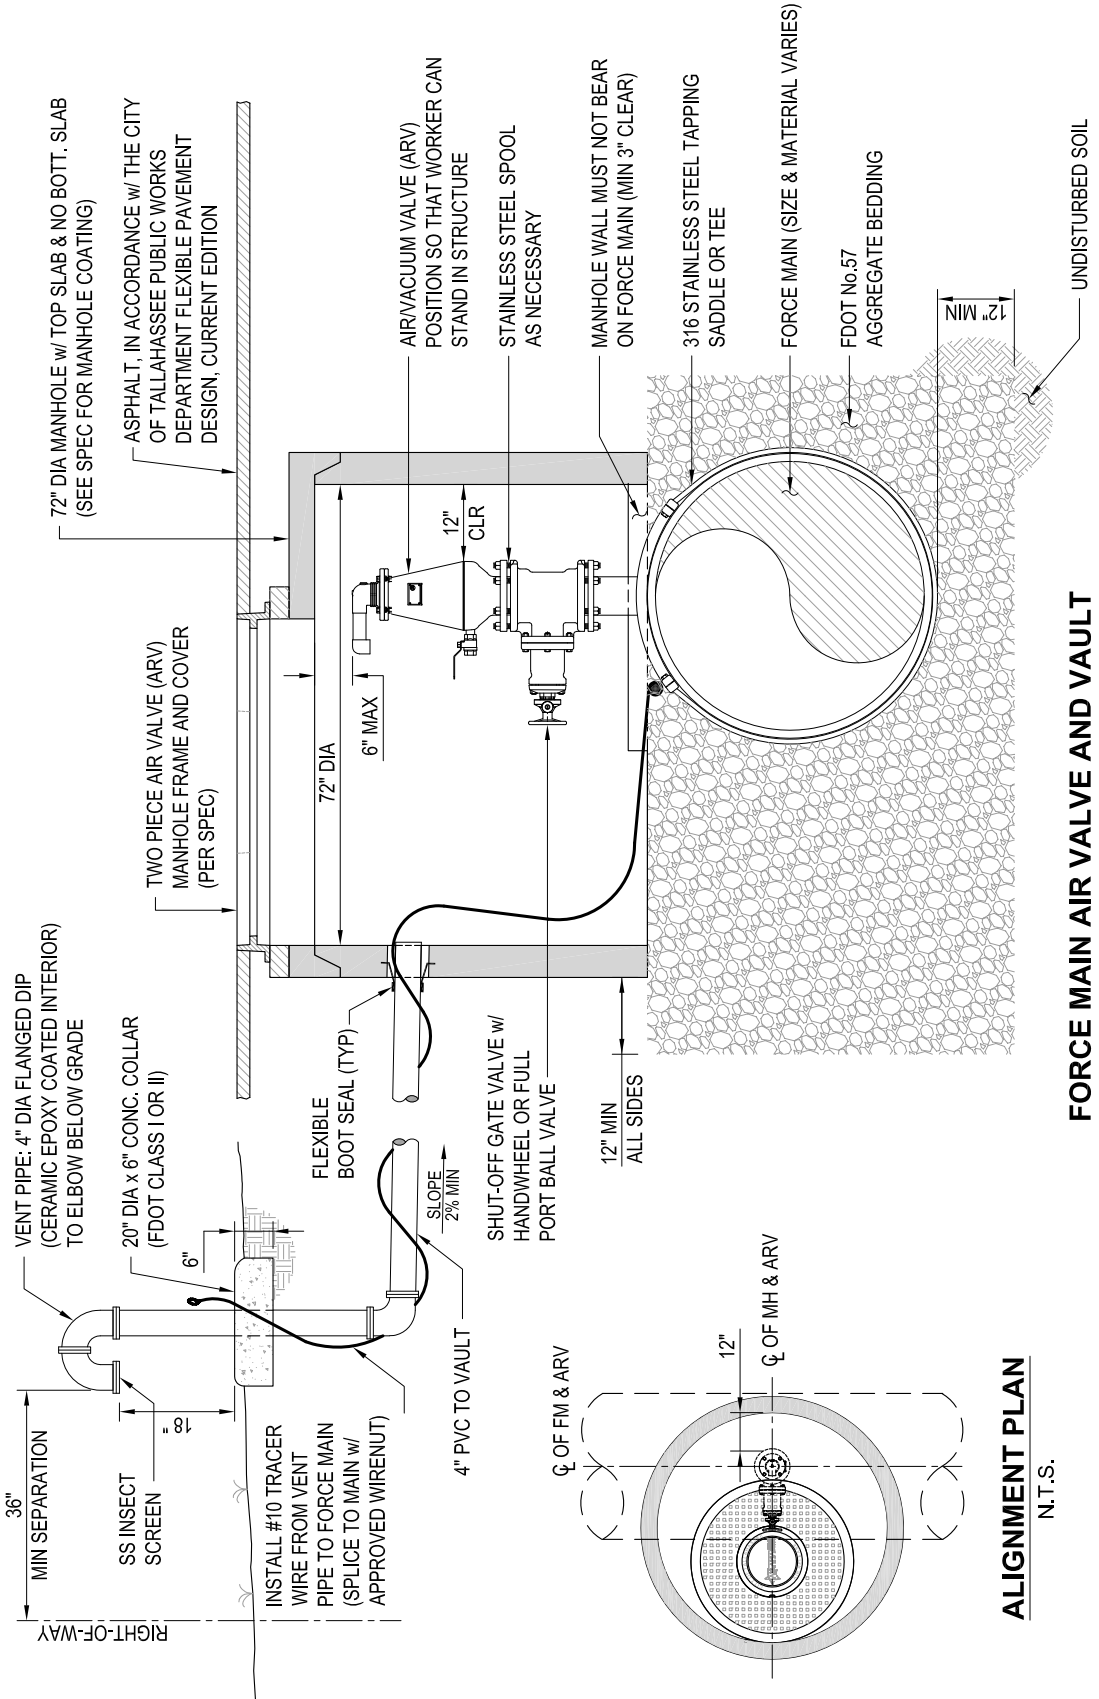 36"
MIN SEPARATION
RIGHT-OF-WAY
SS INSECT
SCREEN
18"
VENT PIPE: 4" DIA FLANGED DIP
(CERAMIC EPOXY COATED INTERIOR)
TO ELBOW BELOW GRADE
20" DIA x 6" CONC. COLLAR
(FDOT CLASS I OR II)
6"
INSTALL #10 TRACER
WIRE FROM VENT
PIPE TO FORCE MAIN
(SPLICE TO MAIN w/
APPROVED WIRENUT)
4" PVC TO VAULT
SLOPE
2% MIN
FLEXIBLE
BOOT SEAL (TYP)
TWO PIECE AIR VALVE (ARV)
MANHOLE FRAME AND COVER
(PER SPEC)
72" DIA MANHOLE w/ TOP SLAB & NO BOTT. SLAB
(SEE SPEC FOR MANHOLE COATING)
ASPHALT, IN ACCORDANCE w/ THE CITY
OF TALLAHASSEE PUBLIC WORKS
DEPARTMENT FLEXIBLE PAVEMENT
DESIGN, CURRENT EDITION
72" DIA
6" MAX
12"
CLR
AIR/VACUUM VALVE (ARV)
POSITION SO THAT WORKER CAN
STAND IN STRUCTURE
STAINLESS STEEL SPOOL
AS NECESSARY
MANHOLE WALL MUST NOT BEAR
ON FORCE MAIN (MIN 3" CLEAR)
316 STAINLESS STEEL TAPPING
SADDLE OR TEE
FORCE MAIN (SIZE & MATERIAL VARIES)
FDOT No.57
AGGREGATE BEDDING
12" MIN
UNDISTURBED SOIL
SHUT-OFF GATE VALVE w/
HANDWHEEL OR FULL
PORT BALL VALVE
12" MIN
ALL SIDES
FORCE MAIN AIR VALVE AND VAULT
℄ OF FM & ARV
12"
℄ OF MH & ARV
ALIGNMENT PLAN
N.T.S.